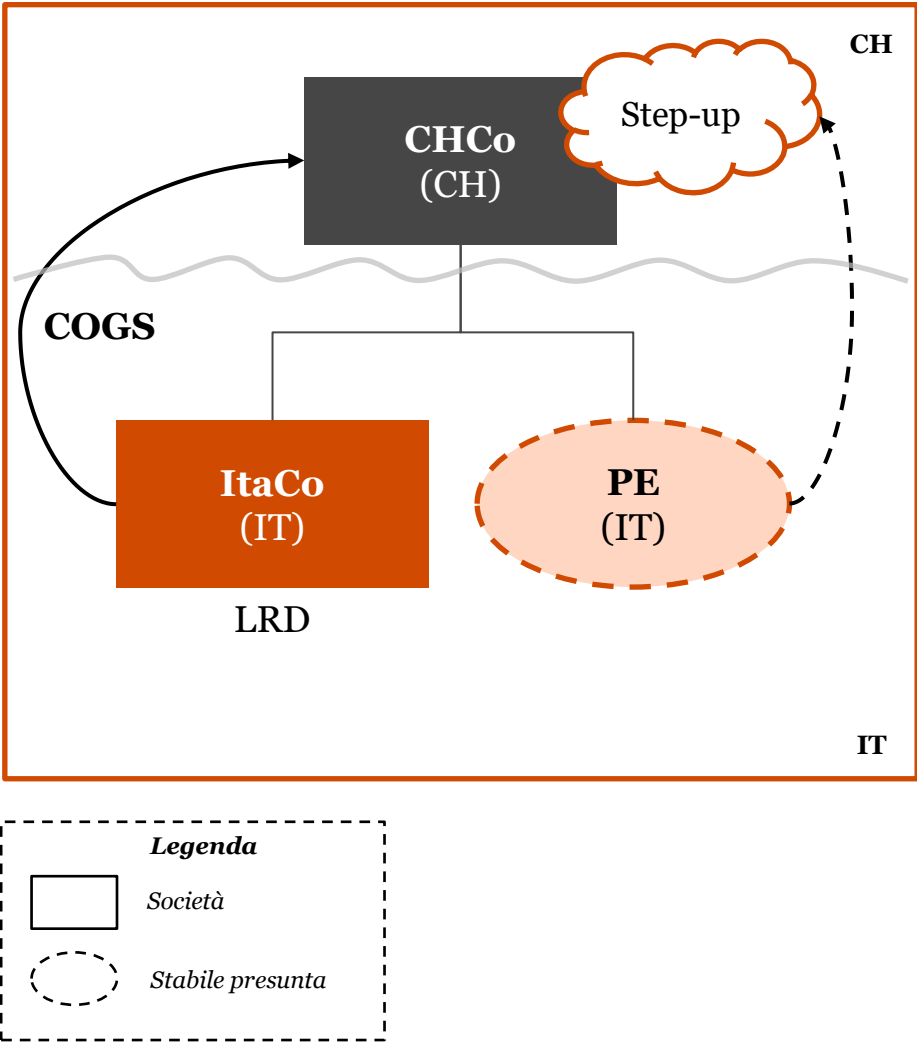 CH
Step-up
CHCo
(CH)
COGS
ItaCo
(IT)
PE
(IT)
LRD
IT
Legenda
Società
Stabile presunta